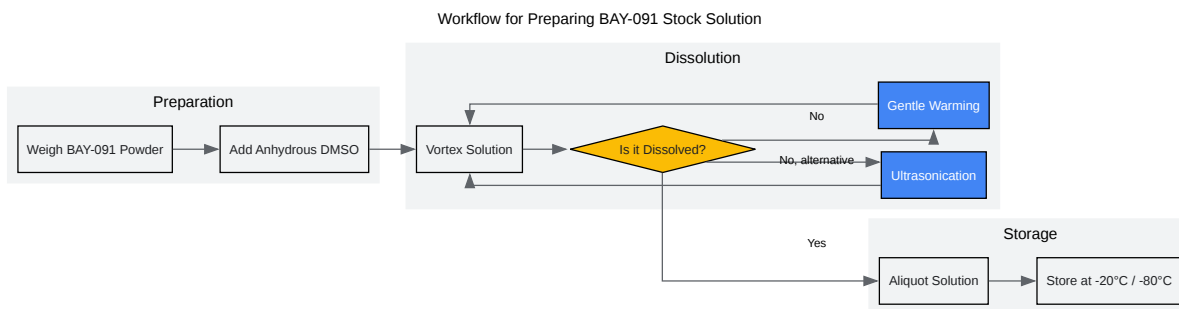 Workflow for Preparing BAY-091 Stock Solution
Preparation
Weigh BAY-091 Powder
Add Anhydrous DMSO
Dissolution
Vortex Solution
Is it Dissolved?
No
Gentle Warming
No, alternative
Ultrasonication
Yes
Storage
Aliquot Solution
Store at -20°C / -80°C